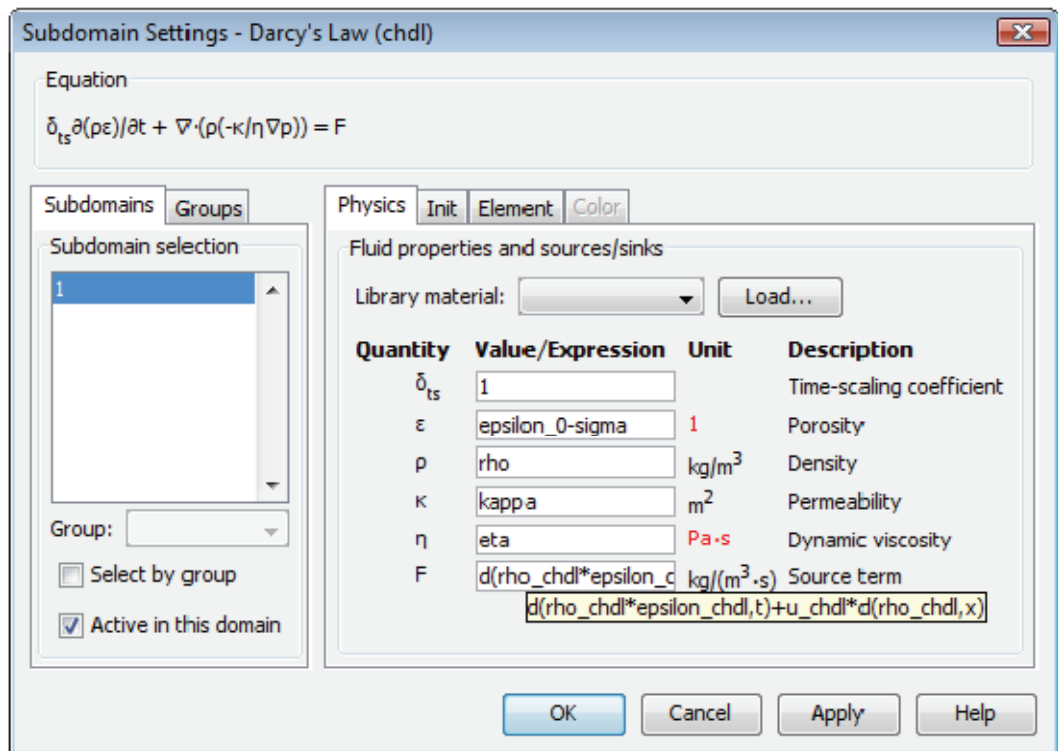 Subdomain Settings - Darcy's Law (chdl)
Equation
δts∂(ρε)/∂t + ∇·(ρ(-κ/η∇p)) = F
Subdomains Groups
Subdomain selection
1
Group:
Select by group
Active in this domain
Physics Init Element Color
Fluid properties and sources/sinks
Library material: Load...
Quantity Value/Expression Unit Description
δts 1 Time-scaling coefficient
ε epsilon_0-sigma 1 Porosity
ρ rho kg/m³ Density
κ kappa m² Permeability
η eta Pa·s Dynamic viscosity
F d(rho_chdl*epsilon_c kg/(m³·s) Source term
d(rho_chdl*epsilon_chdl,t)+u_chdl*d(rho_chdl,x)
OK Cancel Apply Help